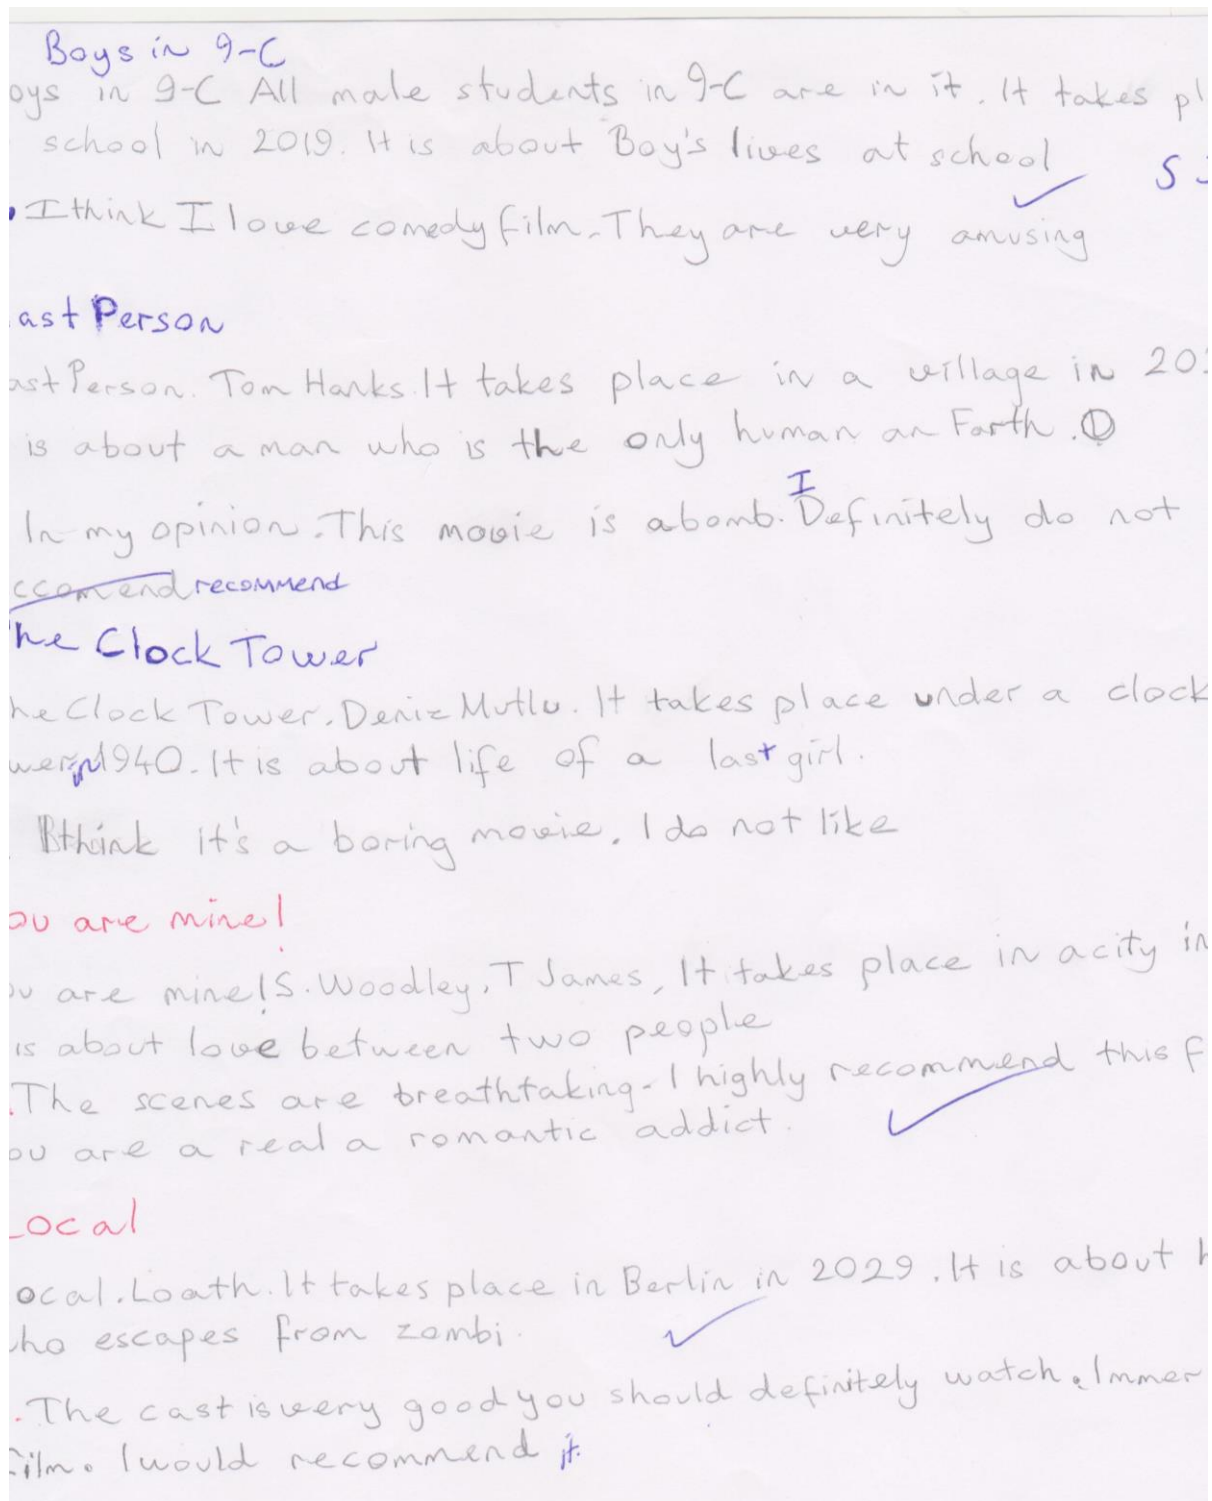 Boys in 9-C
oys in 9-C All male students in 9-C are in it. It takes pl
school in 2019. It is about Boy's lives at school
S
I think I love comedy film. They are very amusing
ast Person
ast Person. Tom Hanks. It takes place in a village in 20
is about a man who is the only human an Earth.
I
In my opinion. This movie is a bomb. Definitely do not
ccomend recommend
he Clock Tower
he Clock Tower. Deniz Mutlu. It takes place under a clock
wer in 1940. It is about life of a last girl.
think it's a boring movie. I do not like
ou are mine!
ou are mine! S. Woodley, T James, It takes place in a city in
is about love between two people
The scenes are breathtaking. I highly recommend this f
ou are a real a romantic addict.
Local
ocal. Loath. It takes place in Berlin in 2029. It is about h
ho escapes from zombi.
The cast is very good you should definitely watch. Immer
film. I would recommend it.